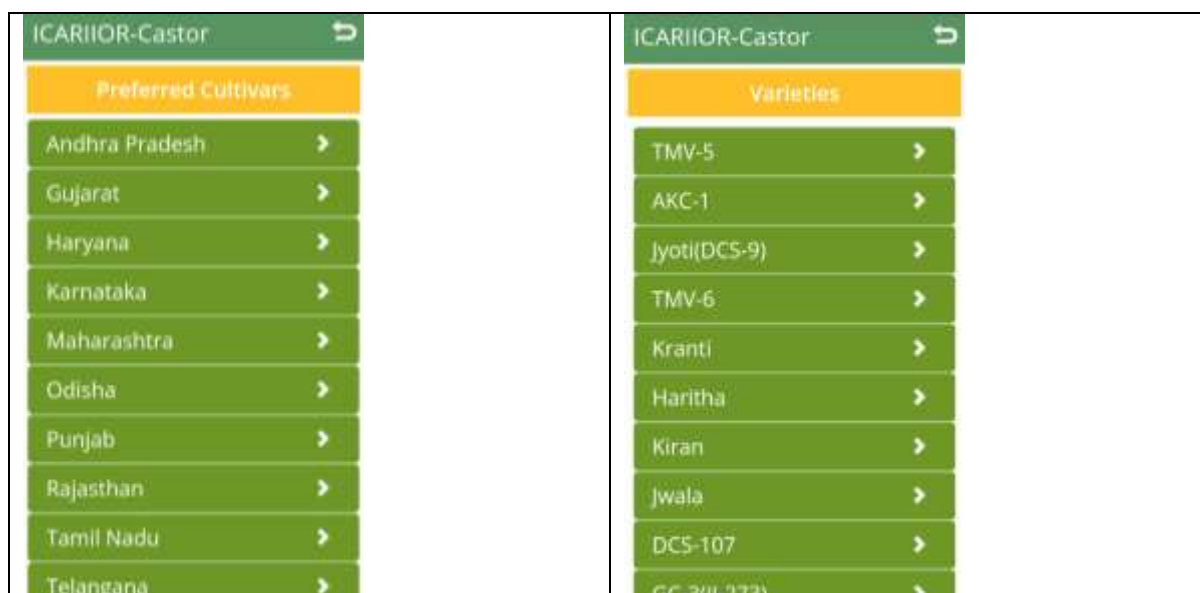 ICARIIOR-Castor
Preferred Cultivars
Andhra Pradesh
Gujarat
Haryana
Karnataka
Maharashtra
Odisha
Punjab
Rajasthan
Tamil Nadu
Telangana
ICARIIOR-Castor
Varieties
TMV-5
AKC-1
Jyoti(DCS-9)
TMV-6
Kranti
Haritha
Kiran
Jwala
DCS-107